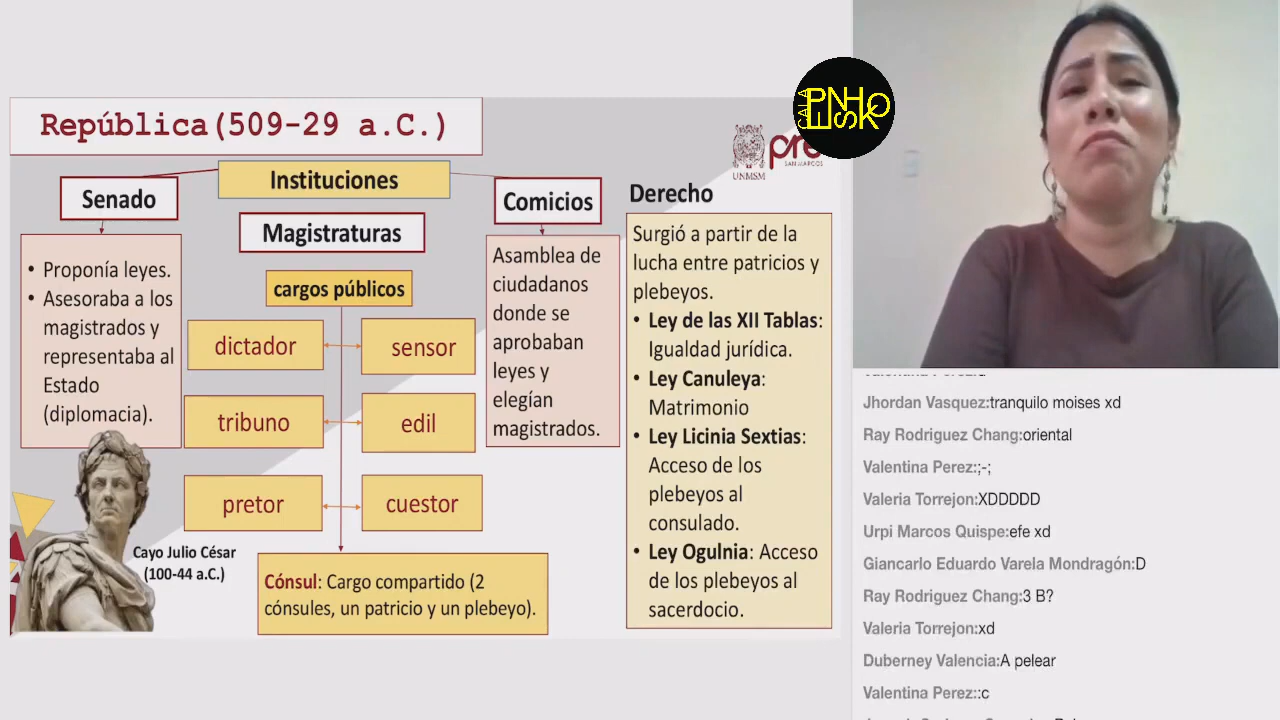 República(509-29 a.C.)
Instituciones
Senado
Magistraturas
Comicios
Derecho
• Proponía leyes.
• Asesoraba a los
magistrados y
representaba al
Estado
(diplomacia).
cargos públicos
dictador
sensor
tribuno
edil
pretor
cuestor
Cónsul: Cargo compartido (2
cónsules, un patricio y un plebeyo).
Cayo Julio César
(100-44 a.C.)
Asamblea de
ciudadanos
donde se
aprobaban
leyes y
elegían
magistrados.
Surgió a partir de la
lucha entre patricios y
plebeyos.
• Ley de las XII Tablas:
Igualdad jurídica.
• Ley Canuleya:
Matrimonio
• Ley Licinia Sextias:
Acceso de los
plebeyos al
consulado.
• Ley Ogulnia: Acceso
de los plebeyos al
sacerdocio.
UNMSM
SAN MARCOS
Jhordan Vasquez:tranquilo moises xd
Ray Rodriguez Chang:oriental
Valentina Perez:;-;
Valeria Torrejon:XDDDDD
Urpi Marcos Quispe:efe xd
Giancarlo Eduardo Varela Mondragón:D
Ray Rodriguez Chang:3 B?
Valeria Torrejon:xd
Duberney Valencia:A pelear
Valentina Perez::c